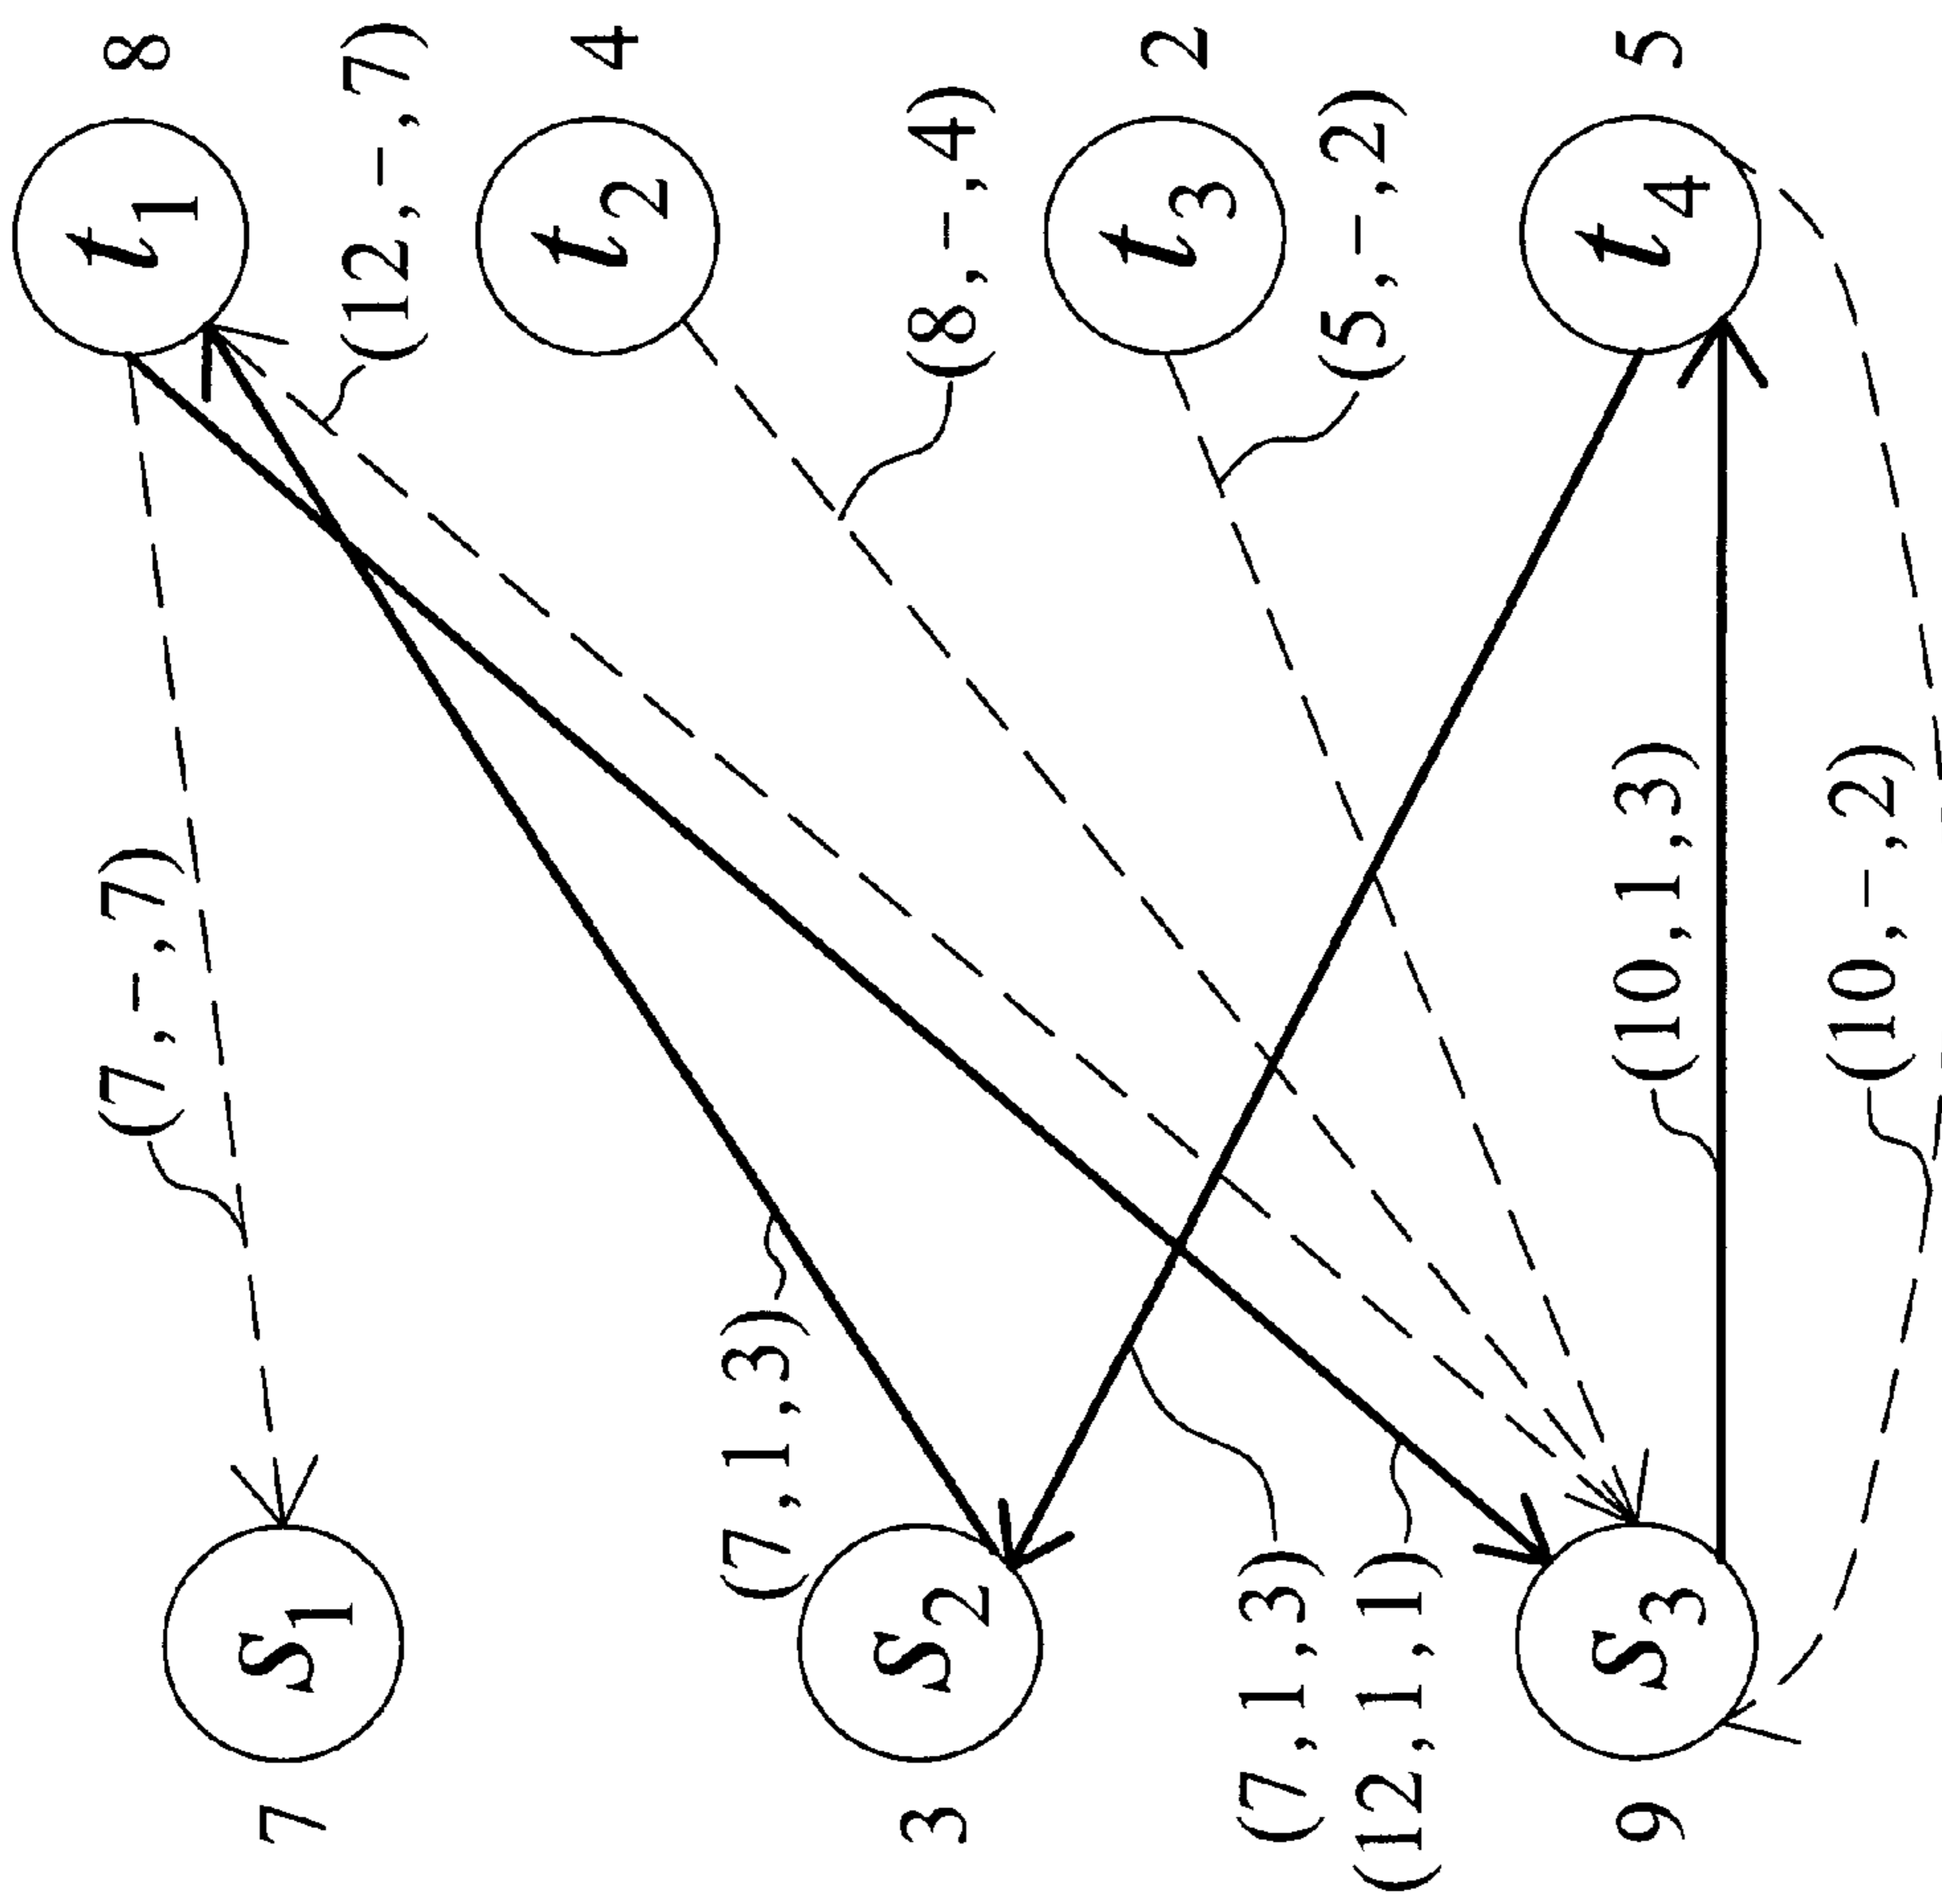 8
t1
(12,–,7)
t2
4
(8,–,4)
t3
2
(5,–,2)
t4
5
(7,–,7)
(10,1,3)
(10,–,2)
(7,1,3)
s1
7
s2
3
(7,1,3)
(12,1,1)
s3
9